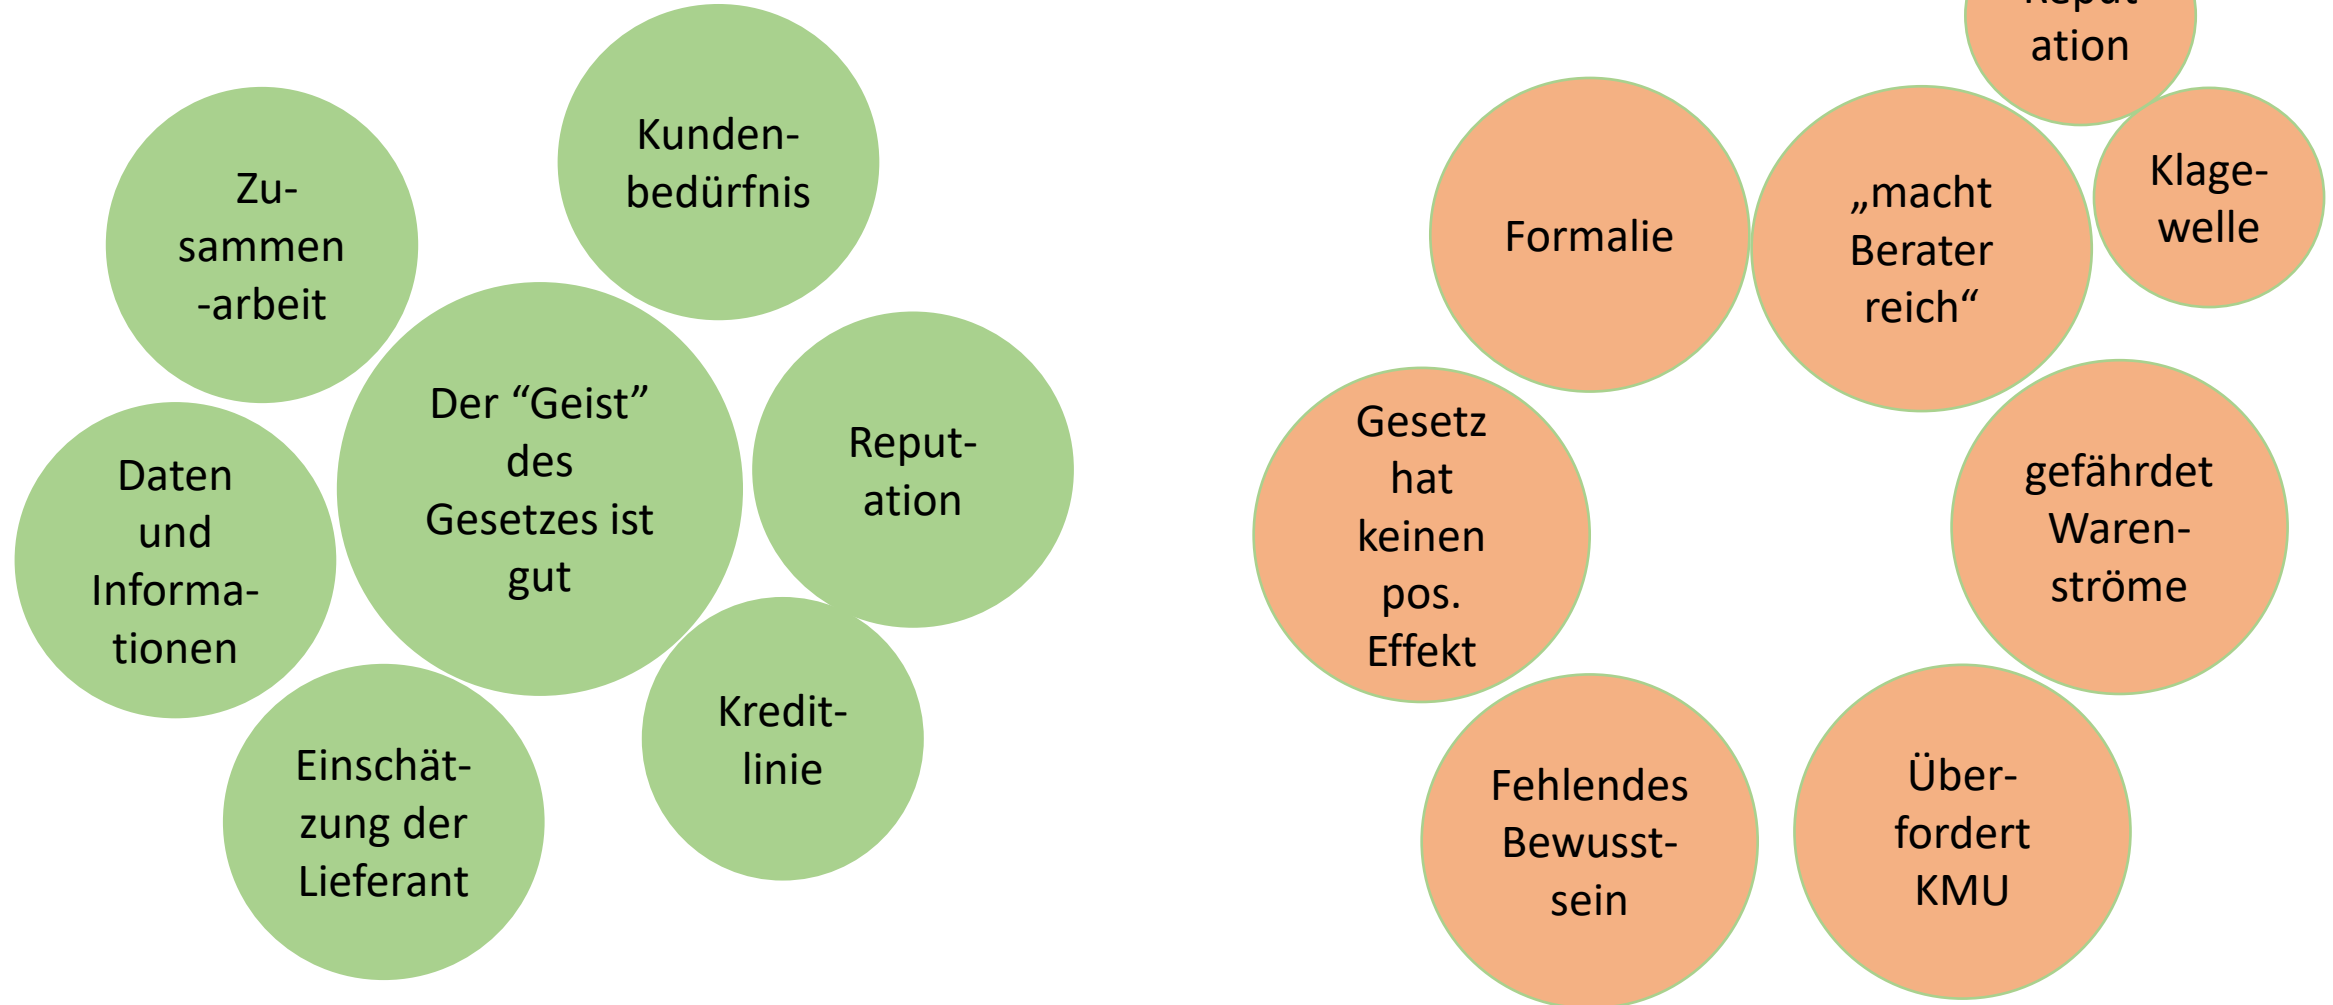 Kunden-
bedürfnis
Zu-
sammen
-arbeit
Der “Geist”
des
Gesetzes ist
gut
Reput-
ation
Daten
und
Informa-
tionen
Kredit-
linie
Einschät-
zung der
Lieferant
Reput
ation
Klage-
welle
„macht
Berater
reich“
Formalie
Gesetz
hat
keinen
pos.
Effekt
gefährdet
Waren-
ströme
Fehlendes
Bewusst-
sein
Über-
fordert
KMU